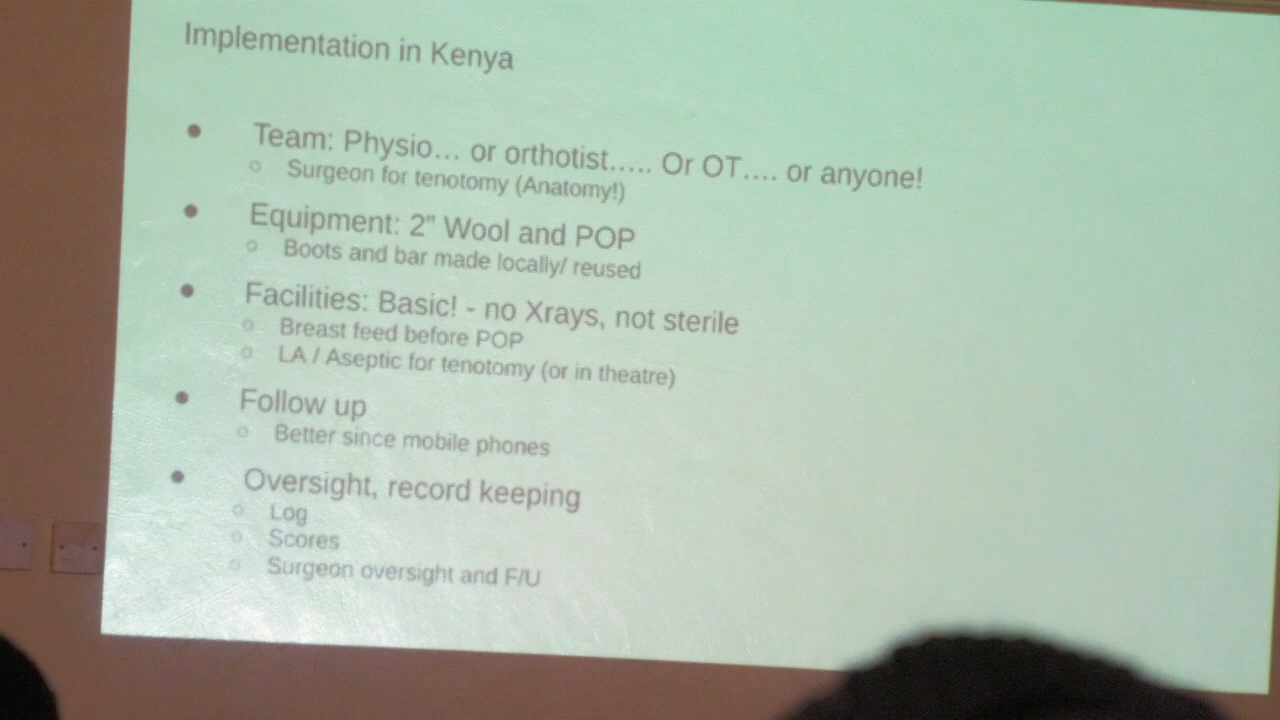 Implementation in Kenya
● Team: Physio... or orthotist..... Or OT.... or anyone!
○ Surgeon for tenotomy (Anatomy!)
● Equipment: 2” Wool and POP
○ Boots and bar made locally/ reused
● Facilities: Basic! - no Xrays, not sterile
○ Breast feed before POP
○ LA / Aseptic for tenotomy (or in theatre)
● Follow up
○ Better since mobile phones
● Oversight, record keeping
○ Log
○ Scores
○ Surgeon oversight and F/U